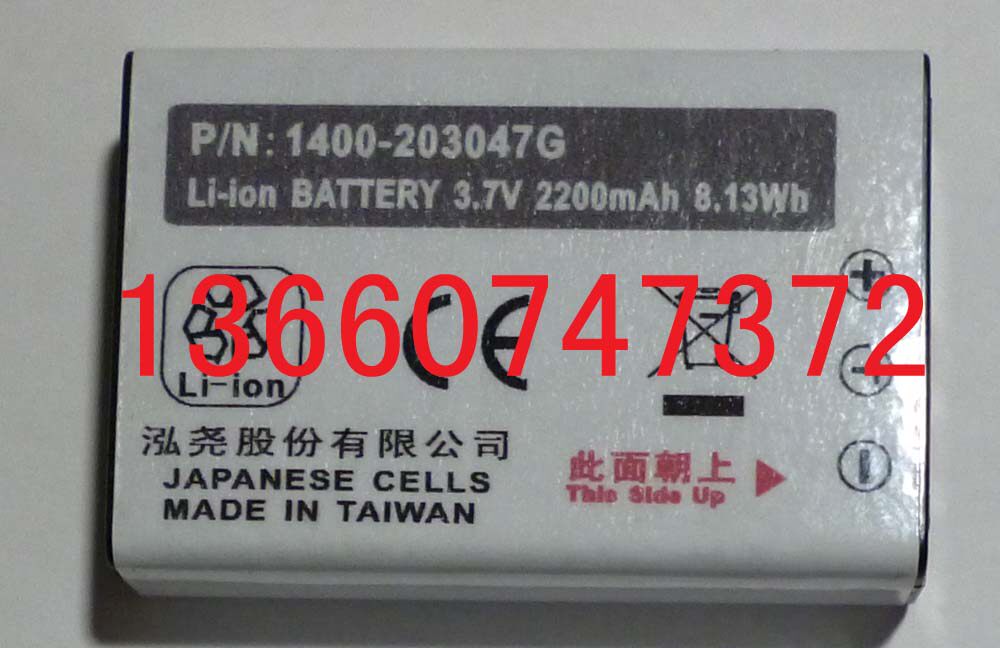 P/N: 1400-203047G
Li-ion BATTERY 3.7V 2200mAh 8.13Wh
13660747372
Li-ion
CE
泓尧股份有限公司
JAPANESE CELLS
MADE IN TAIWAN
此面朝上
This Side Up